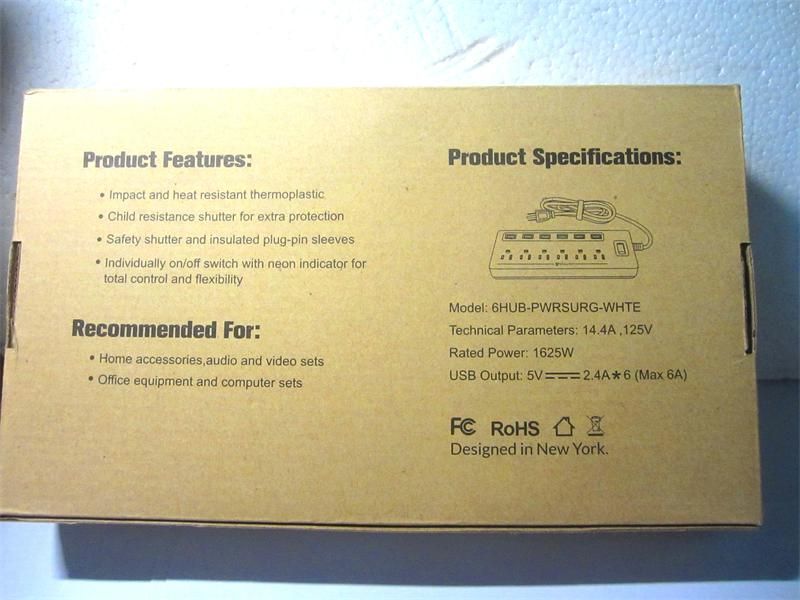 Product Features:
• Impact and heat resistant thermoplastic
• Child resistance shutter for extra protection
• Safety shutter and insulated plug-pin sleeves
• Individually on/off switch with neon indicator for
total control and flexibility
Recommended For:
• Home accessories,audio and video sets
• Office equipment and computer sets
Product Specifications:
Model: 6HUB-PWRSURG-WHTE
Technical Parameters: 14.4A ,125V
Rated Power: 1625W
USB Output: 5V⎓2.4A*6 (Max 6A)
FC RoHS
Designed in New York.